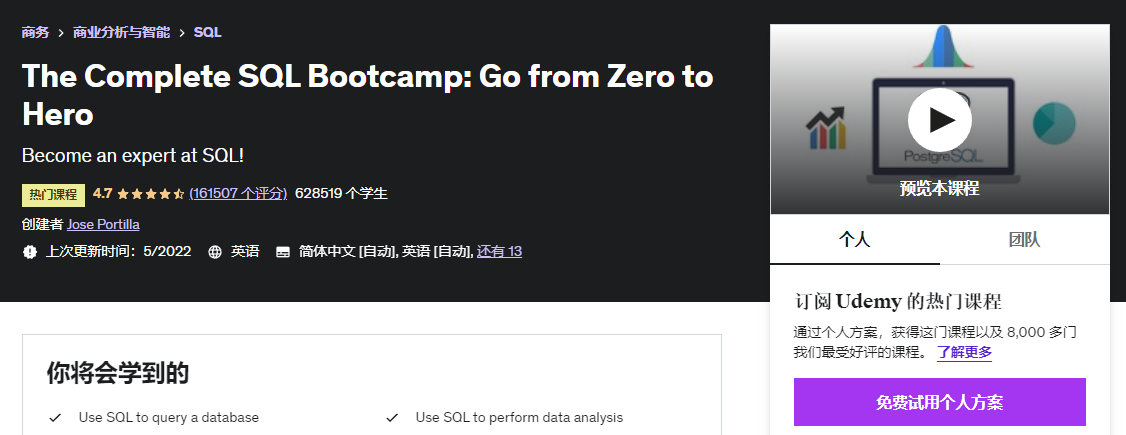 商务 > 商业分析与智能 > SQL
The Complete SQL Bootcamp: Go from Zero to
Hero
Become an expert at SQL!
热门课程 4.7 (161507 个评分) 628519 个学生
创建者 Jose Portilla
上次更新时间：5/2022 英语 简体中文 [自动], 英语 [自动], 还有 13
PostgreSQL
预览本课程
个人 团队
订阅 Udemy 的热门课程
通过个人方案，获得这门课程以及 8,000 多门
我们最受好评的课程。 了解更多
免费试用个人方案
你将会学到的
Use SQL to query a database
Use SQL to perform data analysis